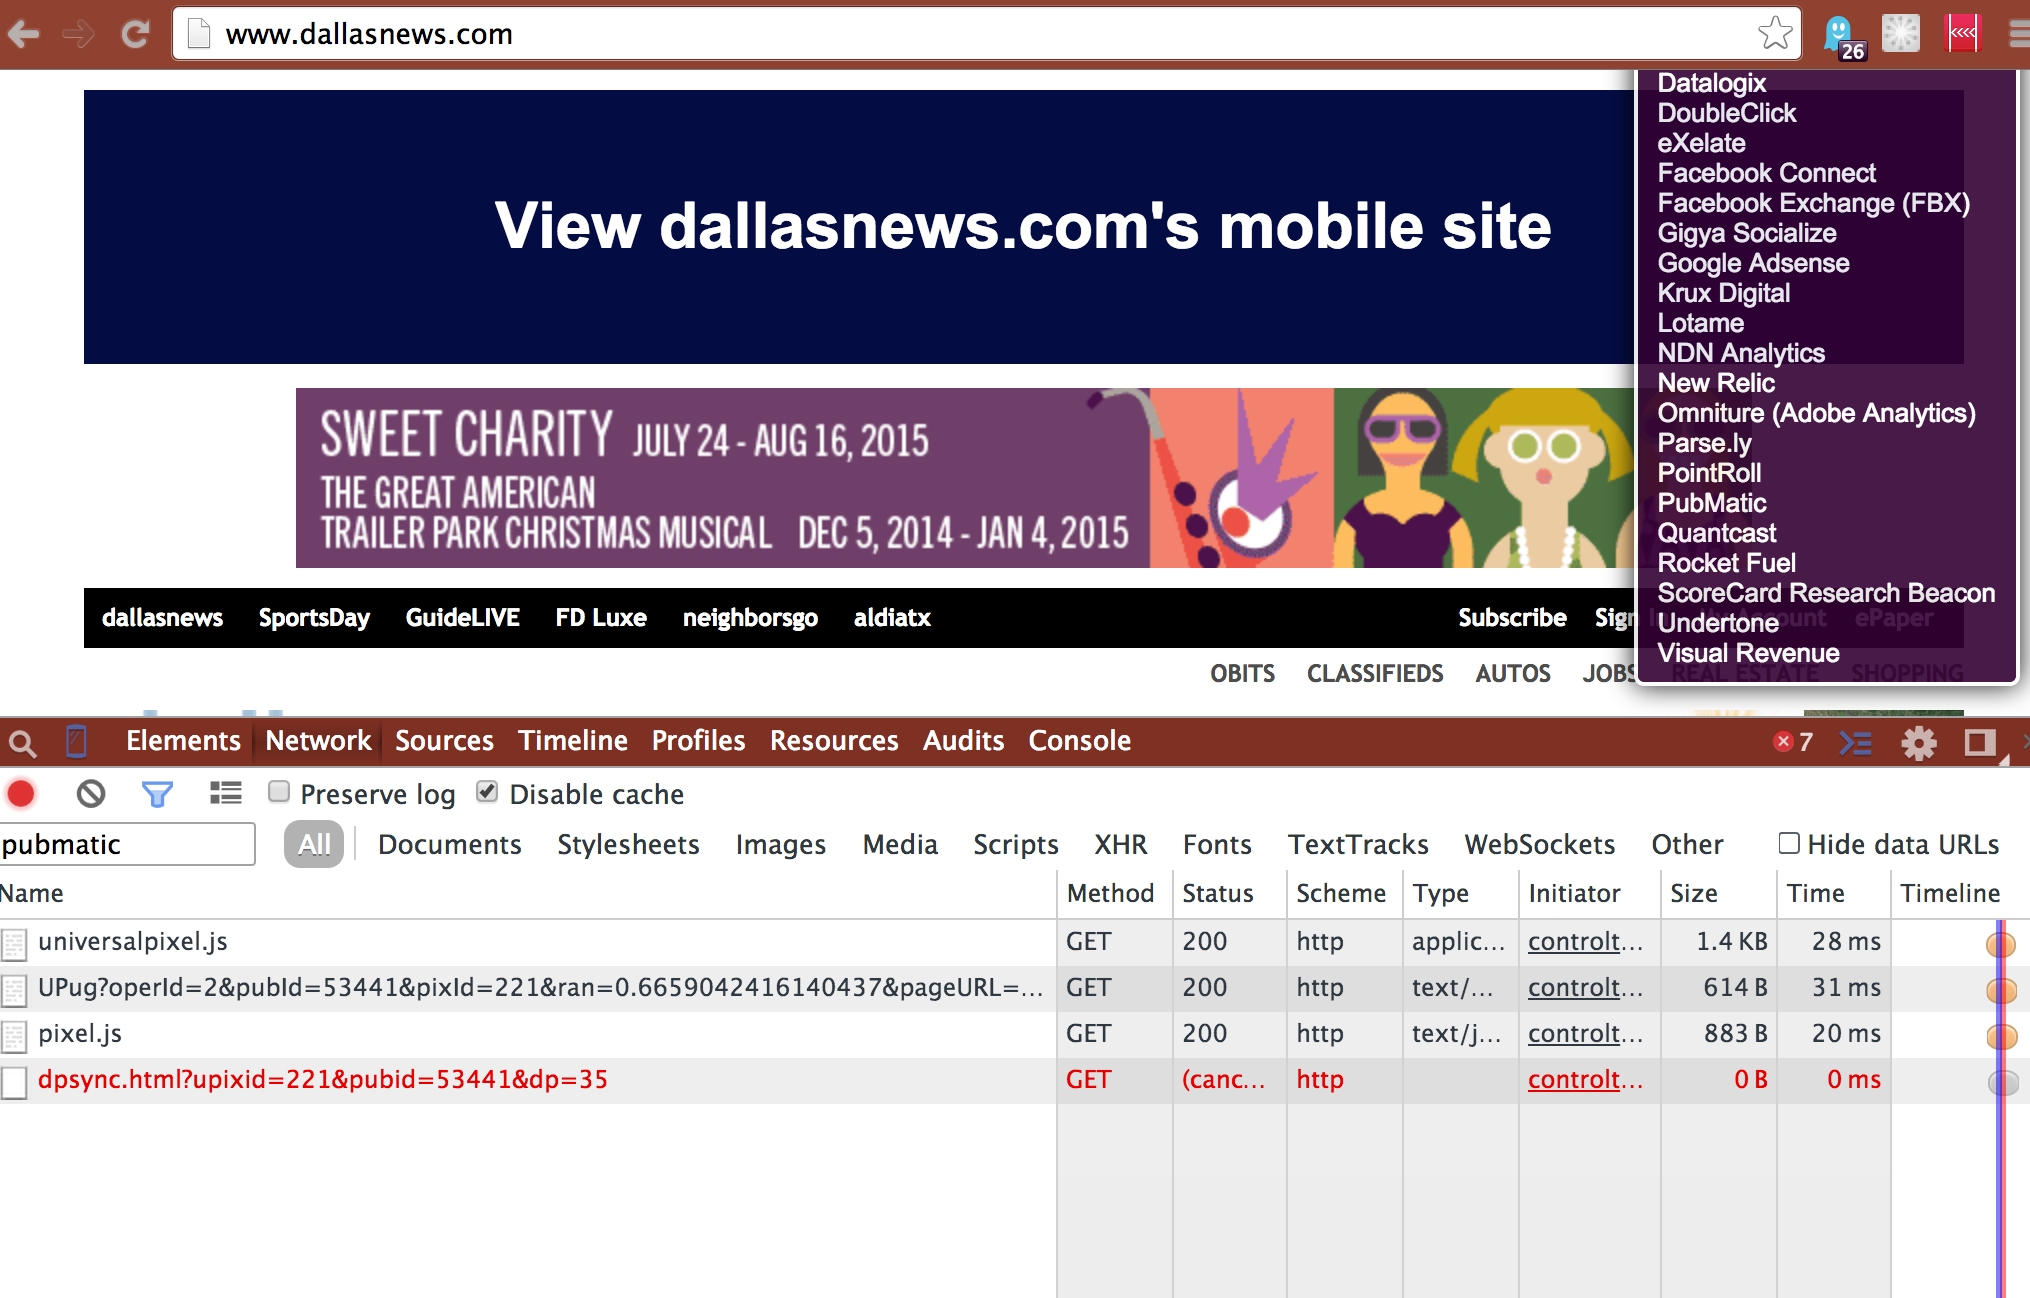 www.dallasnews.com
26
Datalogix
DoubleClick
eXelate
Facebook Connect
Facebook Exchange (FBX)
Gigya Socialize
Google Adsense
Krux Digital
Lotame
NDN Analytics
New Relic
Omniture (Adobe Analytics)
Parse.ly
PointRoll
PubMatic
Quantcast
Rocket Fuel
ScoreCard Research Beacon
Undertone
Visual Revenue
View dallasnews.com's mobile site
SWEET CHARITY JULY 24 - AUG 16, 2015
THE GREAT AMERICAN
TRAILER PARK CHRISTMAS MUSICAL DEC 5, 2014 - JAN 4, 2015
dallasnews SportsDay GuideLIVE FD Luxe neighborsgo aldiatx Subscribe Sign In My Account ePaper
OBITS CLASSIFIEDS AUTOS JOBS REAL ESTATE SHOPPING
Elements Network Sources Timeline Profiles Resources Audits Console 7
Preserve log Disable cache
pubmatic All Documents Stylesheets Images Media Scripts XHR Fonts TextTracks WebSockets Other Hide data URLs
Name Method Status Scheme Type Initiator Size Time Timeline
universalpixel.js GET 200 http applic... controlt... 1.4 KB 28 ms
UPug?operId=2&pubId=53441&pixId=221&ran=0.6659042416140437&pageURL=... GET 200 http text/... controlt... 614 B 31 ms
pixel.js GET 200 http text/j... controlt... 883 B 20 ms
dpsync.html?upixid=221&pubid=53441&dp=35 GET (canc... http controlt... 0 B 0 ms